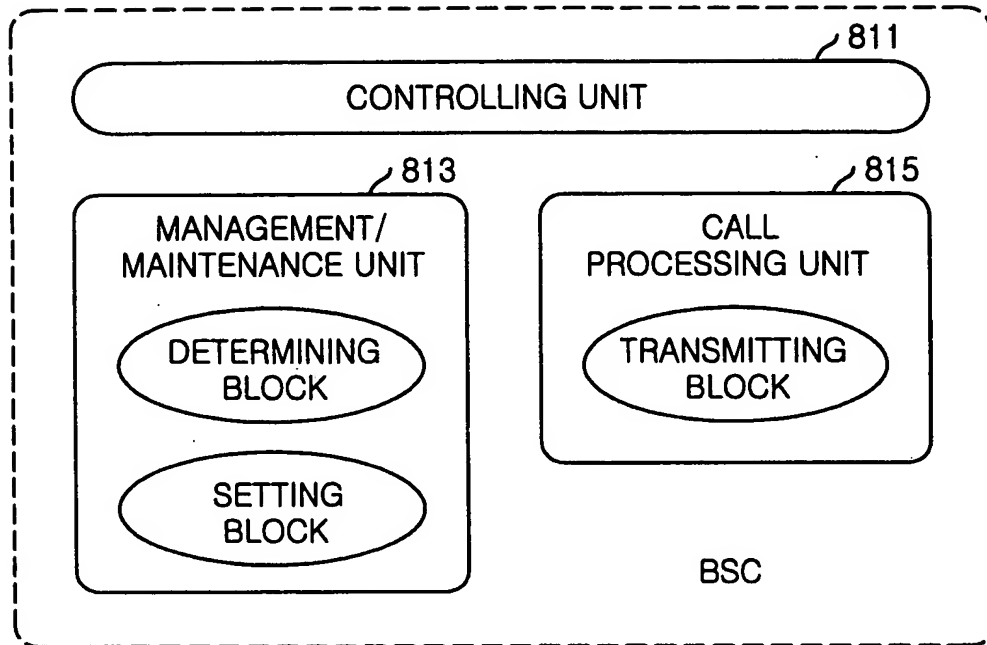 811
CONTROLLING UNIT
813
MANAGEMENT/
MAINTENANCE UNIT
DETERMINING
BLOCK
SETTING
BLOCK
815
CALL
PROCESSING UNIT
TRANSMITTING
BLOCK
BSC